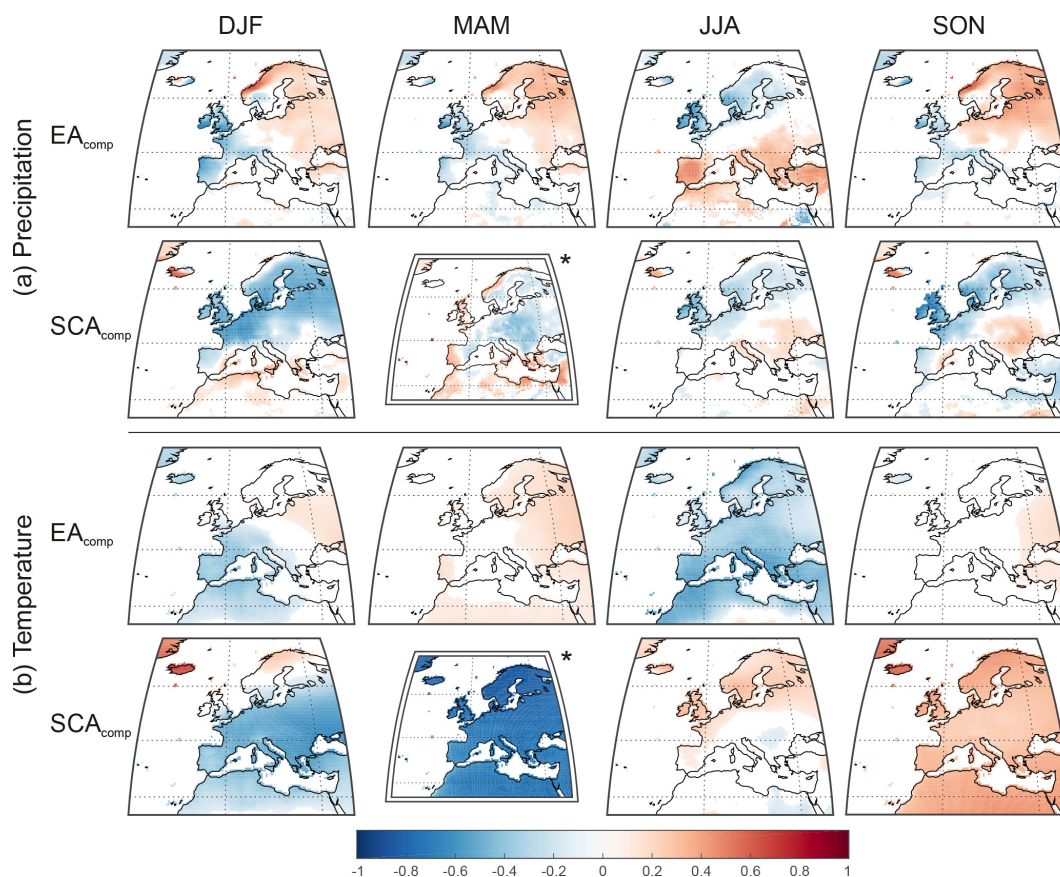 DJF MAM JJA SON
(a) Precipitation
EAcomp
SCAcomp
*
(b) Temperature
EAcomp
SCAcomp
*
-1 -0.8 -0.6 -0.4 -0.2 0 0.2 0.4 0.6 0.8 1